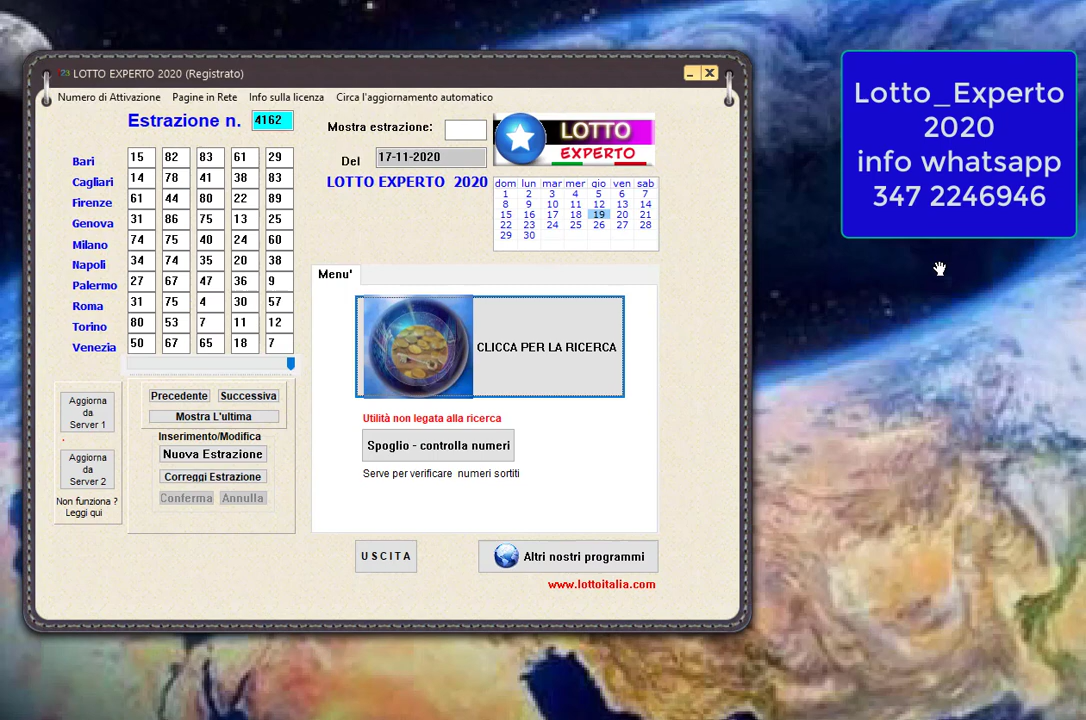 LOTTO EXPERTO 2020 (Registrato)
Numero di Attivazione Pagine in Rete Info sulla licenza Circa l'aggiornamento automatico
Estrazione n. 4162
Bari 15 82 83 61 29
Cagliari 14 78 41 38 83
Firenze 61 44 80 22 89
Genova 31 86 75 13 25
Milano 74 75 40 24 60
Napoli 34 74 35 20 38
Palermo 27 67 47 36 9
Roma 31 75 4 30 57
Torino 80 53 7 11 12
Venezia 50 67 65 18 7
Mostra estrazione:
Del 17-11-2020
LOTTO EXPERTO 2020
LOTTO
EXPERTO
dom lun mar mer gio ven sab
1 2 3 4 5 6 7
8 9 10 11 12 13 14
15 16 17 18 19 20 21
22 23 24 25 26 27 28
29 30
Menu'
CLICCA PER LA RICERCA
Utilità non legata alla ricerca
Spoglio - controlla numeri
Serve per verificare numeri sortiti
Aggiorna
da
Server 1
Aggiorna
da
Server 2
Non funziona ?
Leggi qui
Precedente Successiva
Mostra L'ultima
Inserimento/Modifica
Nuova Estrazione
Correggi Estrazione
Conferma Annulla
USCITA
Altri nostri programmi
www.lottoitalia.com
Lotto_Experto
2020
info whatsapp
347 2246946